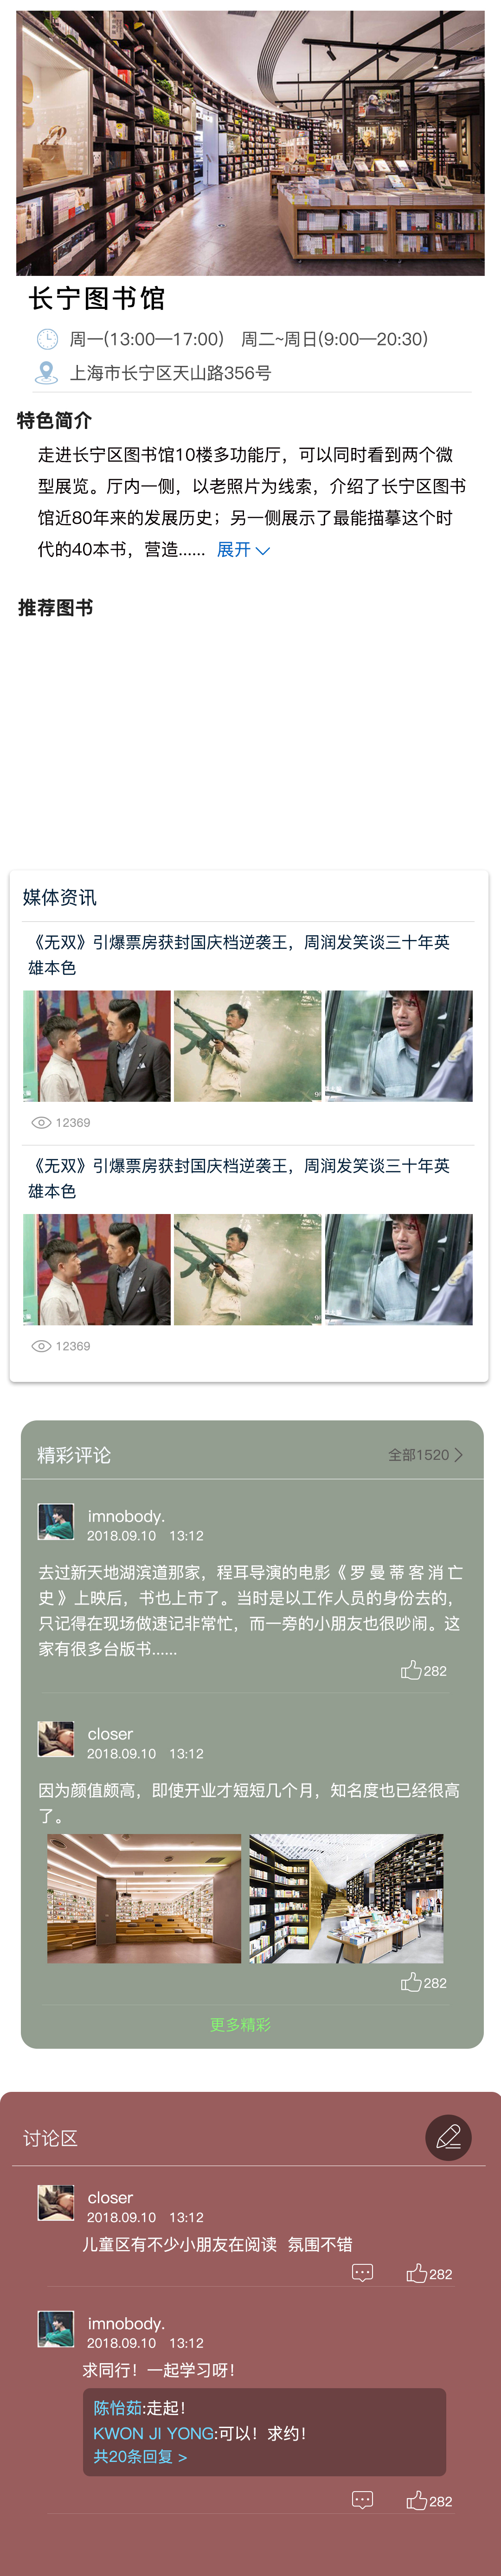 长宁图书馆
周一(13:00—17:00) 周二~周日(9:00—20:30)
上海市长宁区天山路356号
特色简介
走进长宁区图书馆10楼多功能厅，可以同时看到两个微
型展览。厅内一侧，以老照片为线索，介绍了长宁区图书
馆近80年来的发展历史；另一侧展示了最能描摹这个时
代的40本书，营造...... 展开
推荐图书
媒体资讯
《无双》引爆票房获封国庆档逆袭王，周润发笑谈三十年英
雄本色
12369
《无双》引爆票房获封国庆档逆袭王，周润发笑谈三十年英
雄本色
12369
精彩评论 全部1520
imnobody.
2018.09.10 13:12
去过新天地湖滨道那家，程耳导演的电影《罗曼蒂客消亡
史》上映后，书也上市了。当时是以工作人员的身份去的，
只记得在现场做速记非常忙，而一旁的小朋友也很吵闹。这
家有很多台版书......
282
closer
2018.09.10 13:12
因为颜值颇高，即使开业才短短几个月，知名度也已经很高
了。
282
更多精彩
讨论区
closer
2018.09.10 13:12
儿童区有不少小朋友在阅读 氛围不错
282
imnobody.
2018.09.10 13:12
求同行！一起学习呀！
陈怡茹:走起！
KWON JI YONG:可以！求约！
共20条回复 >
282